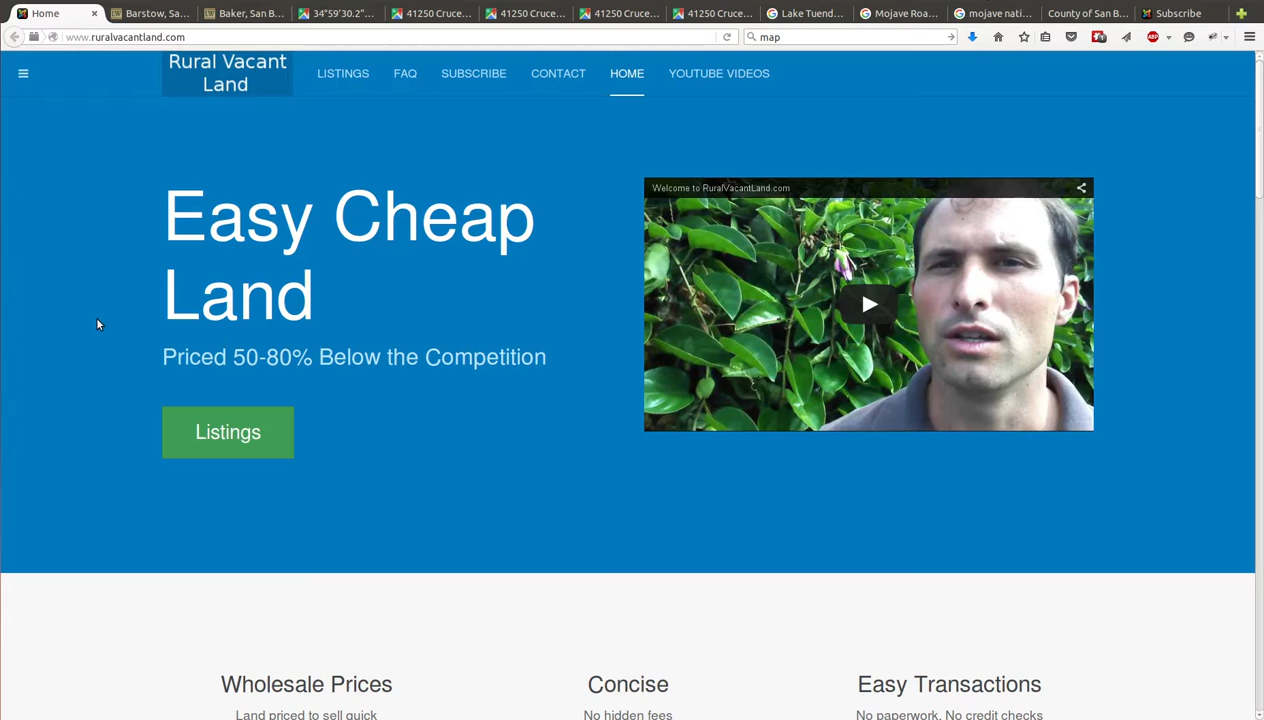 Home
Barstow, Sa...
Baker, San B...
34°59'30.2"...
41250 Cruce...
41250 Cruce...
41250 Cruce...
41250 Cruce...
Lake Tuend...
Mojave Roa...
mojave nati...
County of San B...
Subscribe
www.ruralvacantland.com
map
ABP
Rural Vacant
Land
LISTINGS
FAQ
SUBSCRIBE
CONTACT
HOME
YOUTUBE VIDEOS
Easy Cheap
Land
Priced 50-80% Below the Competition
Listings
Welcome to RuralVacantLand.com
Wholesale Prices
Land priced to sell quick
Concise
No hidden fees
Easy Transactions
No paperwork. No credit checks